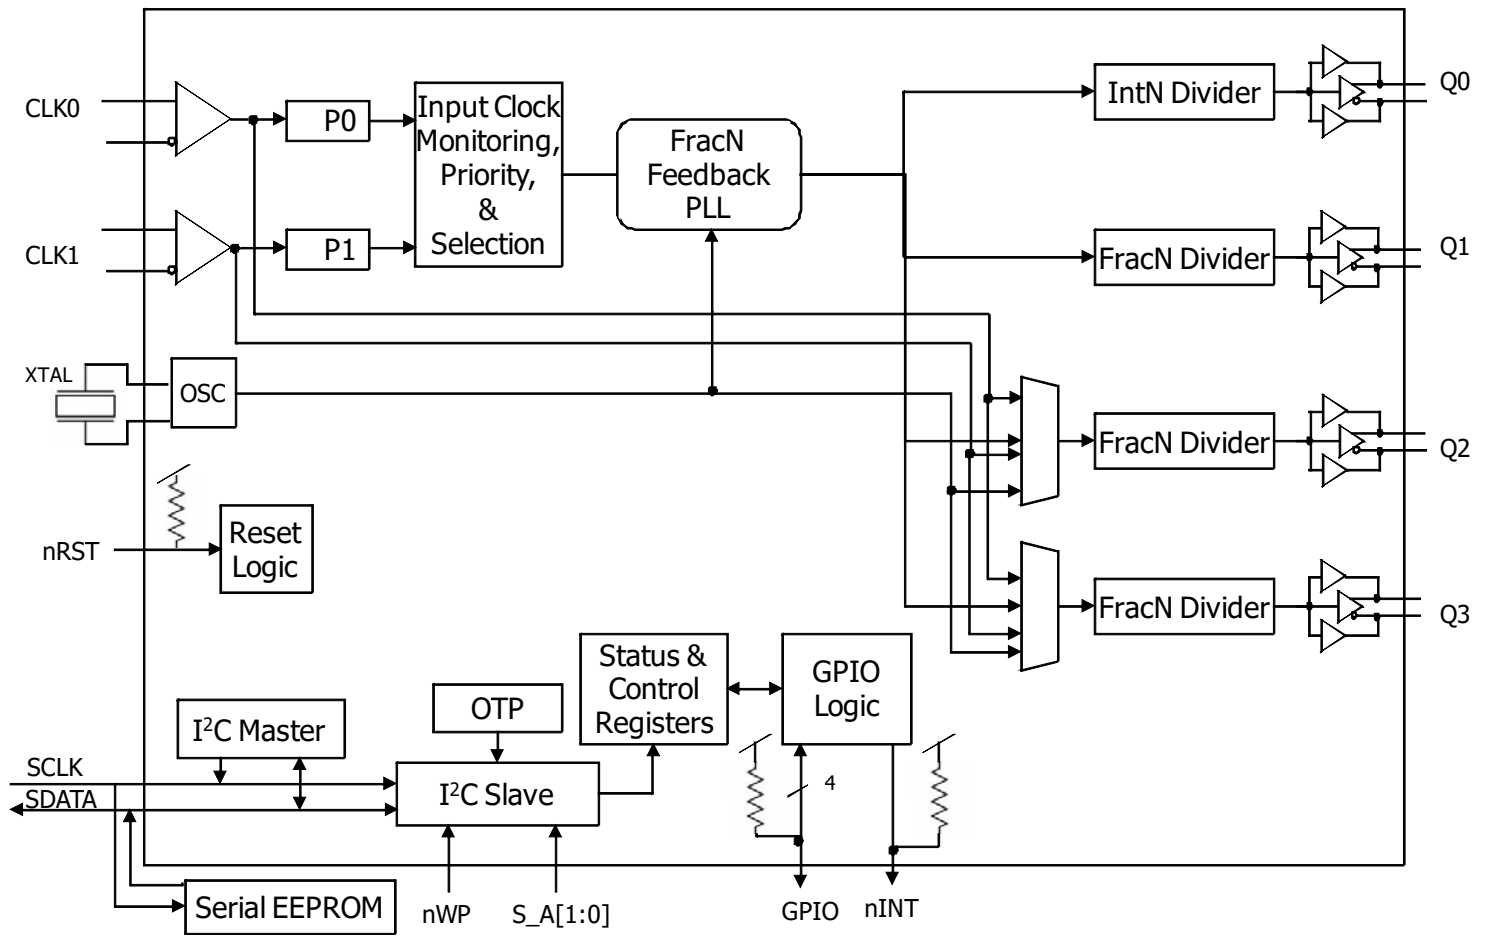 CLK0
P0
Input Clock
Monitoring,
Priority,
&
Selection
FracN
Feedback
PLL
IntN Divider
Q0
CLK1
P1
FracN Divider
Q1
XTAL
OSC
FracN Divider
Q2
nRST
Reset
Logic
FracN Divider
Q3
Status &
Control
Registers
GPIO
Logic
OTP
I²C Master
SCLK
SDATA
I²C Slave
4
Serial EEPROM
nWP
S_A[1:0]
GPIO
nINT